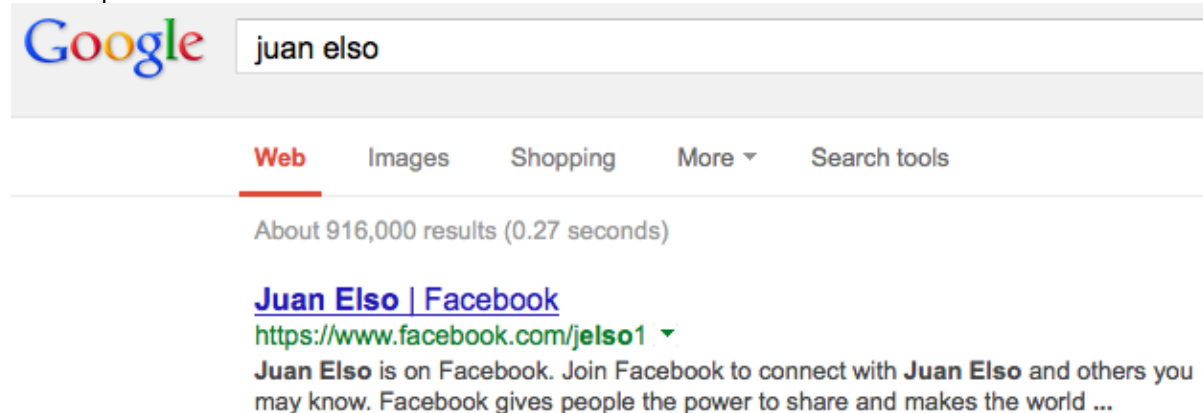 Google juan elso
Web Images Shopping More Search tools
About 916,000 results (0.27 seconds)
Juan Elso | Facebook
https://www.facebook.com/jelso1
Juan Elso is on Facebook. Join Facebook to connect with Juan Elso and others you
may know. Facebook gives people the power to share and makes the world ...